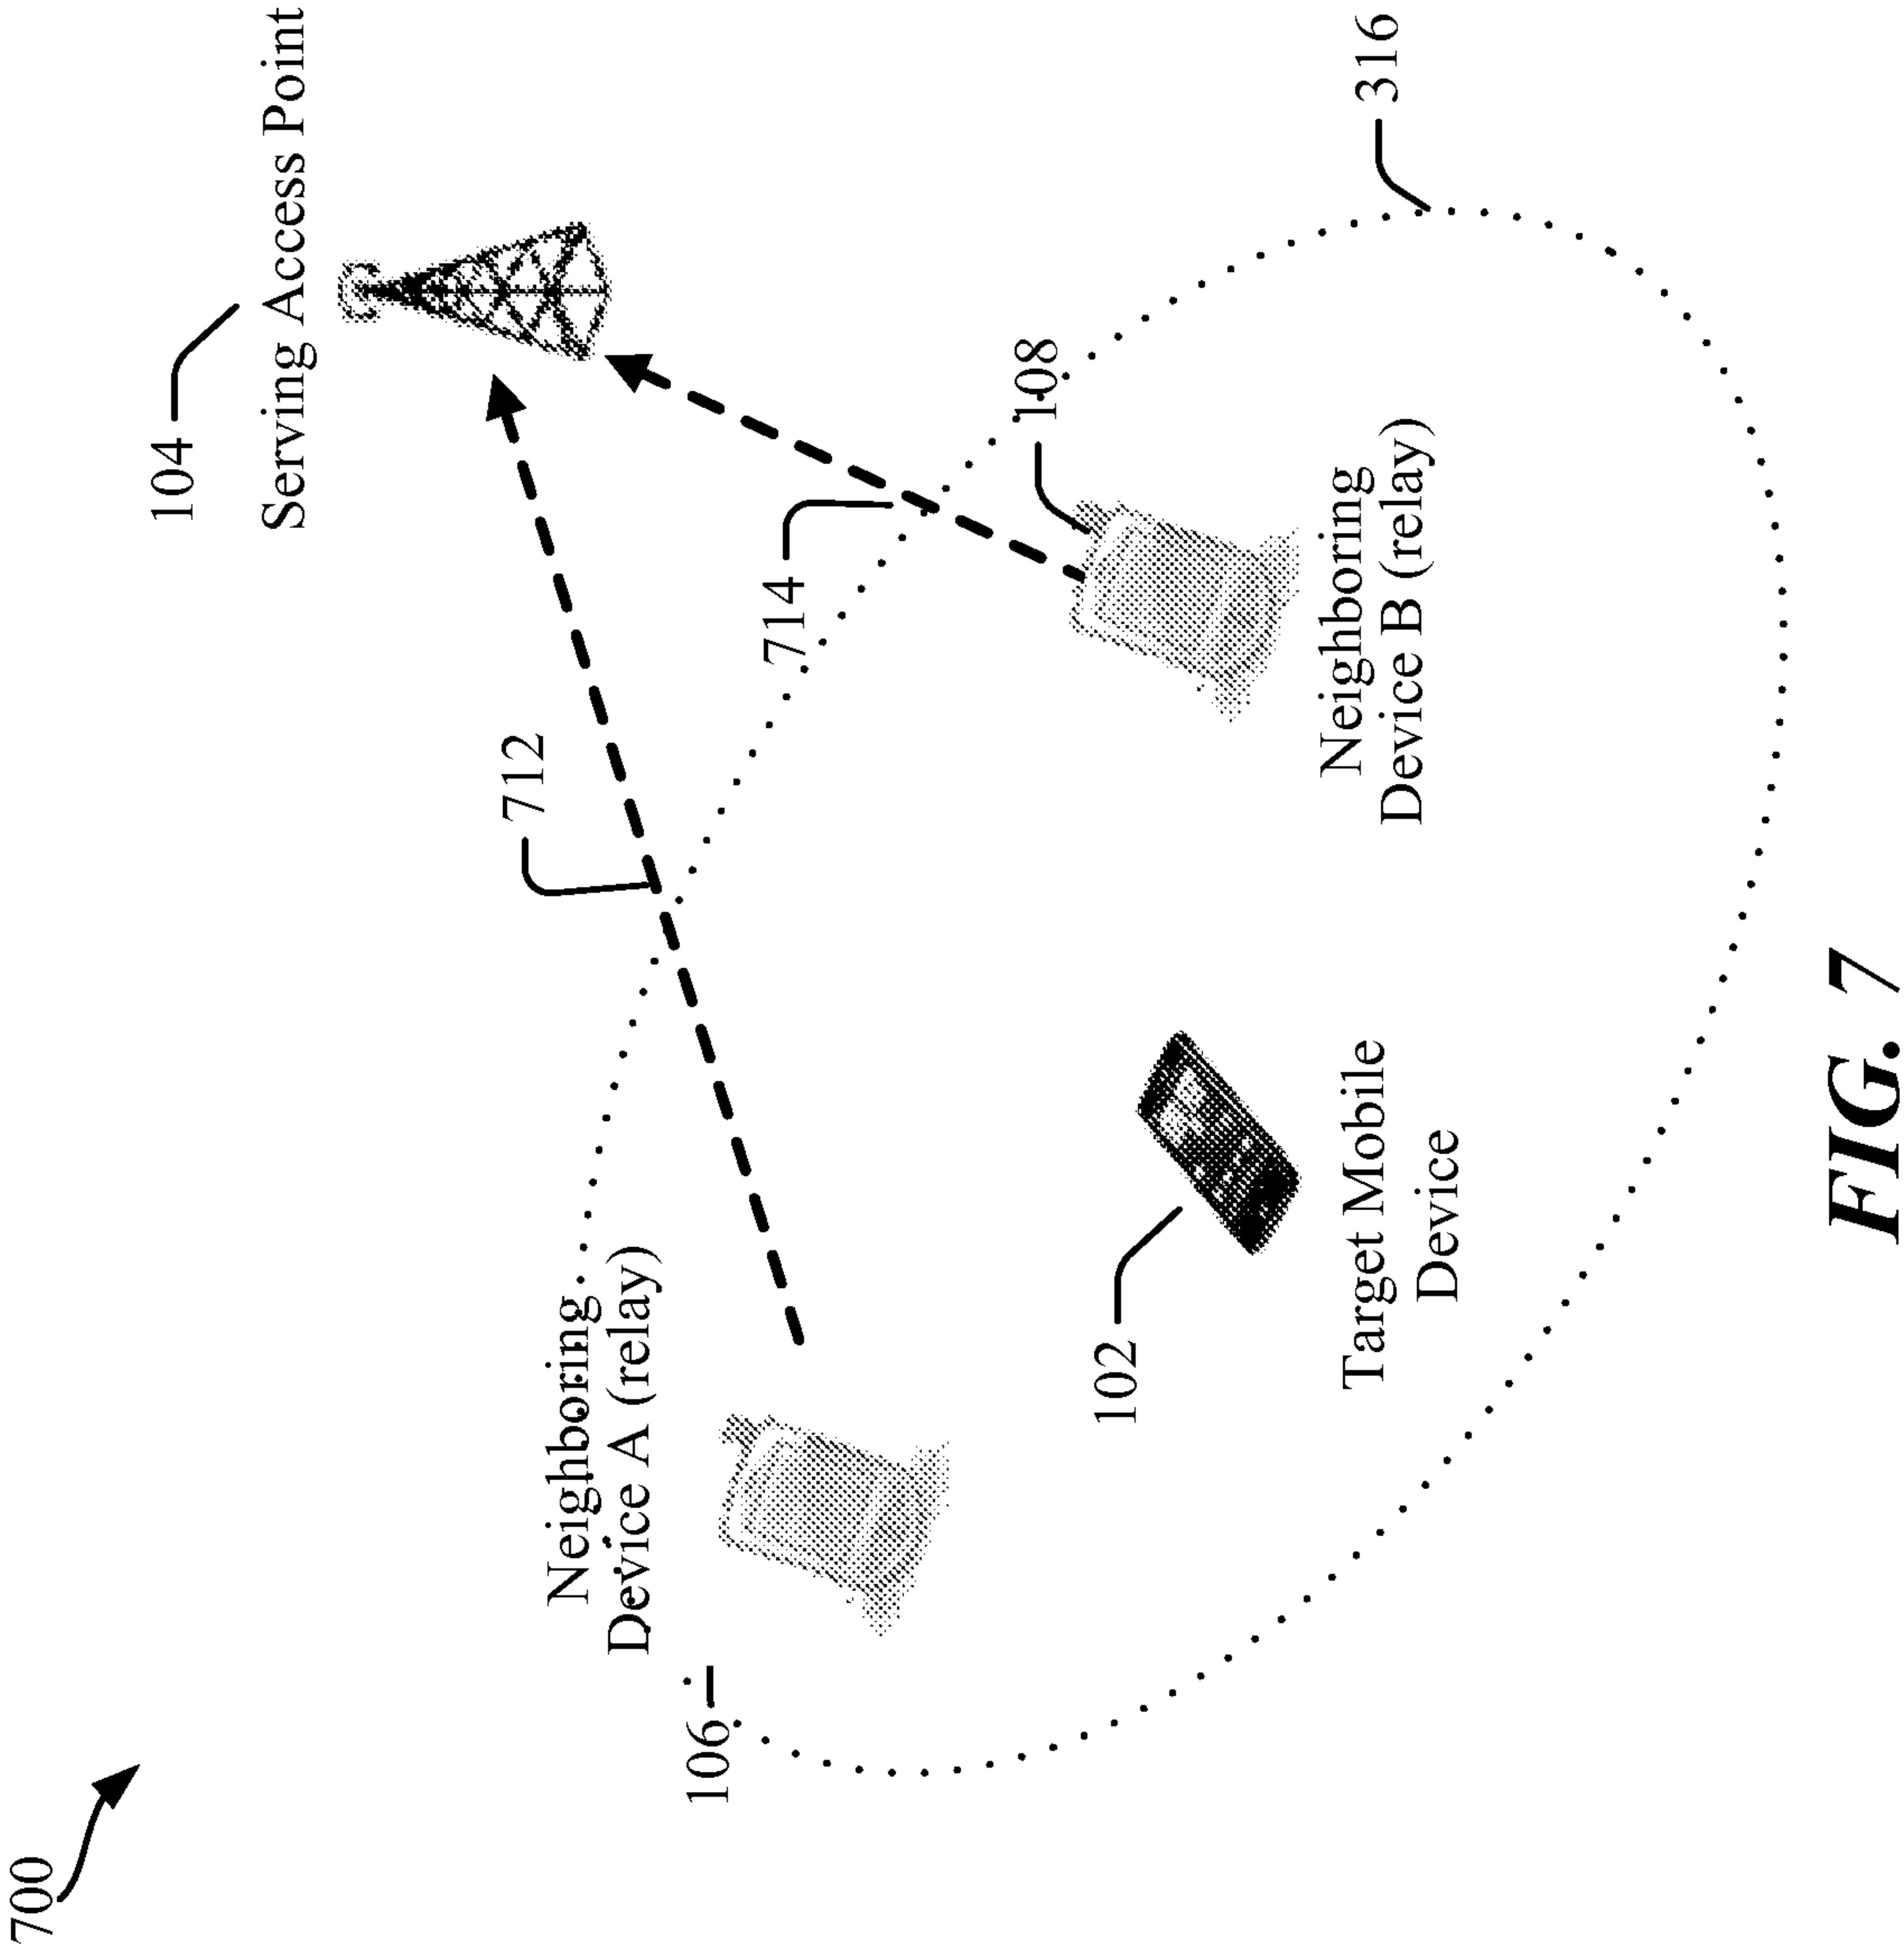 700
104
Serving Access Point
712
Neighboring
Device A (relay)
106
714
108
Neighboring
Device B (relay)
316
102
Target Mobile
Device
FIG. 7